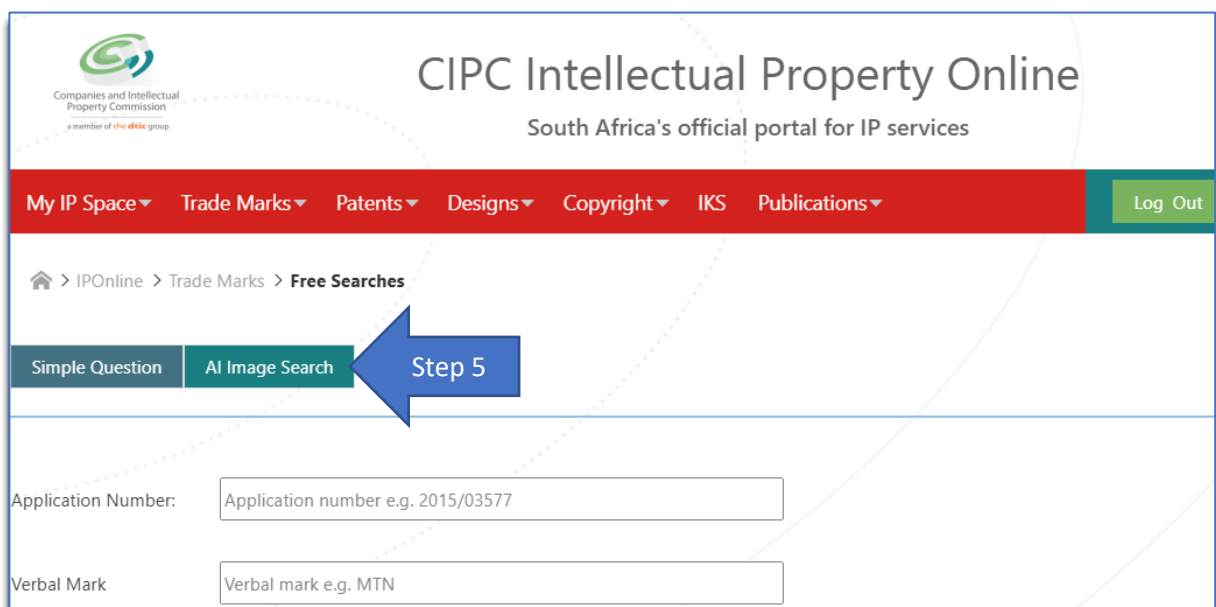 Companies and Intellectual
Property Commission
a member of the dtic group
CIPC Intellectual Property Online
South Africa's official portal for IP services
My IP Space Trade Marks Patents Designs Copyright IKS Publications Log Out
> IPOnline > Trade Marks > Free Searches
Simple Question AI Image Search Step 5
Application Number: Application number e.g. 2015/03577
Verbal Mark Verbal mark e.g. MTN